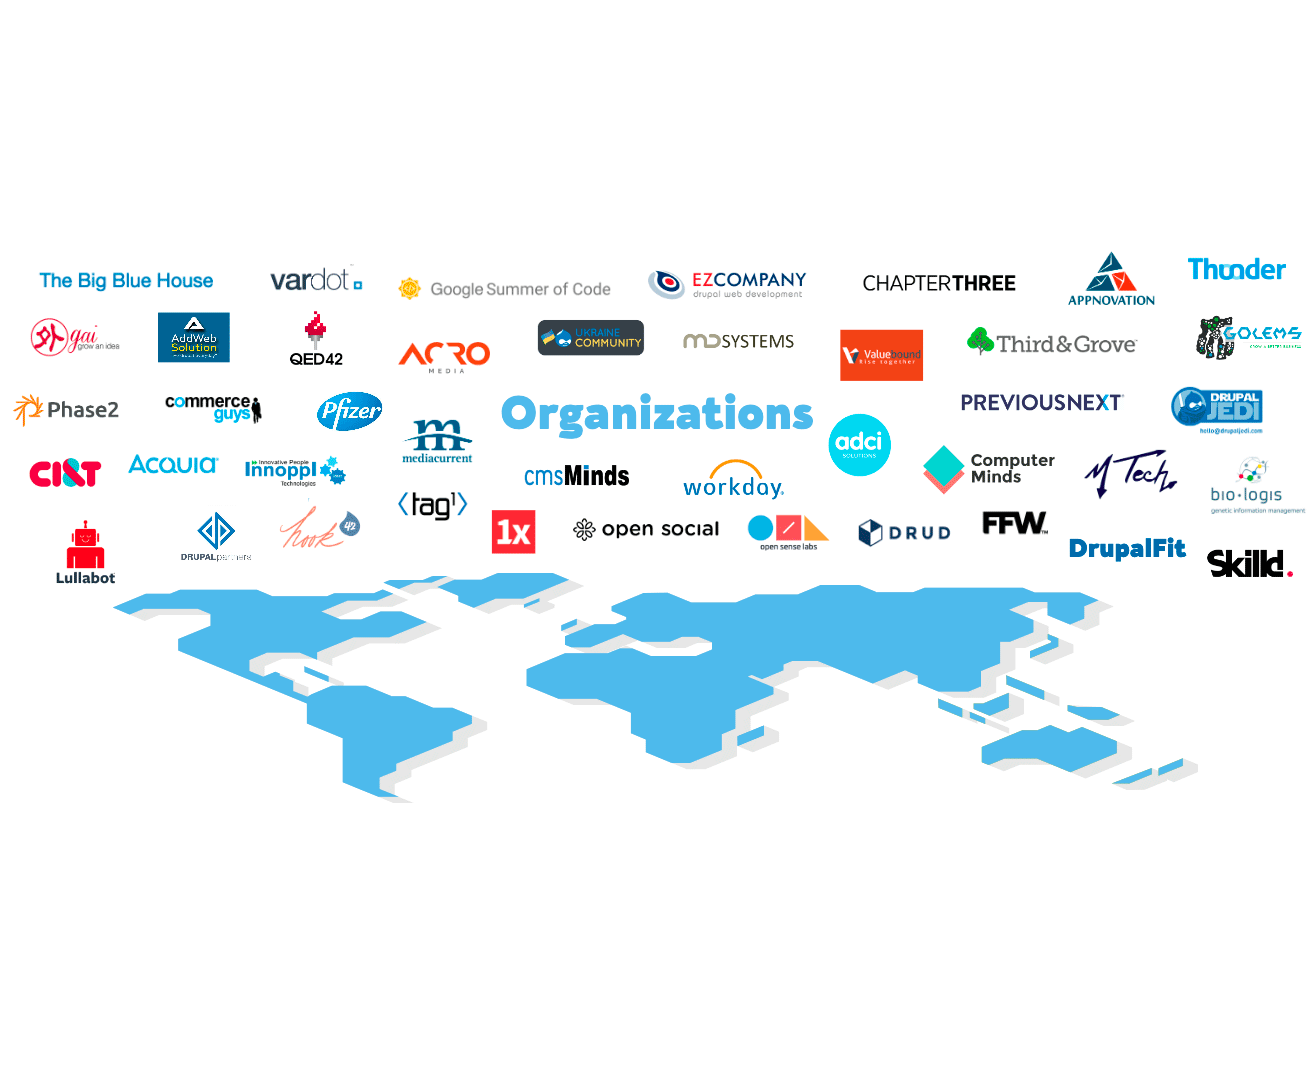 The Big Blue House
vardot
Google Summer of Code
EZCOMPANY
drupal web development
CHAPTERTHREE
APPNOVATION
Thunder
外 gai
grow an idea
AddWeb
Solution
QED42
ACRO
MEDIA
UKRAINE
COMMUNITY
MDSYSTEMS
Valuebound
Rise together
Third&Grove
GOLEMS
Phase2
commerce
guys
Pfizer
mediacurrent
Organizations
adci
SOLUTIONS
PREVIOUSNEXT
DRUPAL
JEDI
hello@drupaljedi.com
CI&T
ACQUIA
Innovative People
Innoppl
Technologies
cmsMinds
workday.
Computer
Minds
M Tech
bio·logis
genetic information management
Lullabot
DRUPALpartners
hook 42
<tag1>
1x
open social
open sense labs
DRUD
FFW
DrupalFit
Skilld.